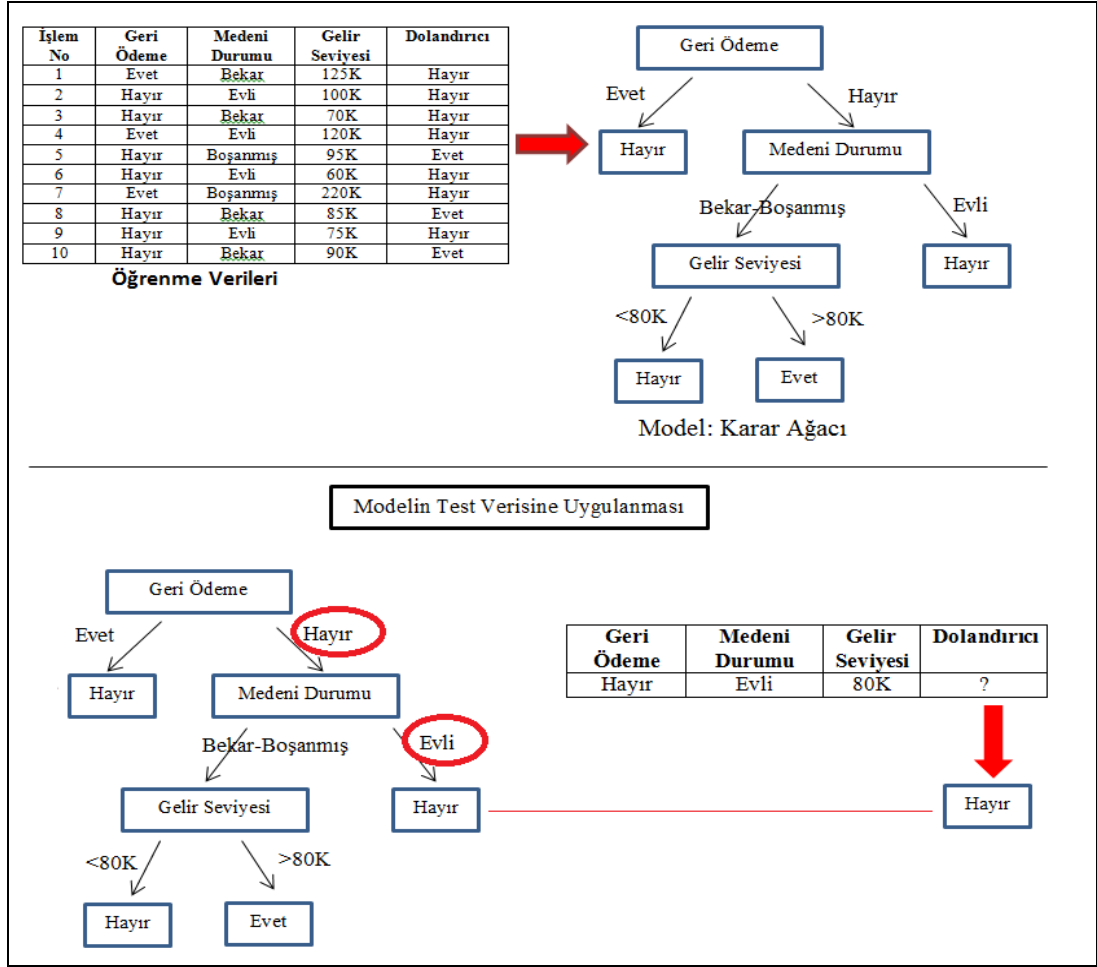 İşlem No Geri Ödeme Medeni Durumu Gelir Seviyesi Dolandırıcı
1 Evet Bekar 125K Hayır
2 Hayır Evli 100K Hayır
3 Hayır Bekar 70K Hayır
4 Evet Evli 120K Hayır
5 Hayır Boşanmış 95K Evet
6 Hayır Evli 60K Hayır
7 Evet Boşanmış 220K Hayır
8 Hayır Bekar 85K Evet
9 Hayır Evli 75K Hayır
10 Hayır Bekar 90K Evet
Öğrenme Verileri
Geri Ödeme
Evet
Hayır
Hayır
Medeni Durumu
Bekar-Boşanmış
Evli
Gelir Seviyesi
Hayır
<80K
>80K
Hayır
Evet
Model: Karar Ağacı
Modelin Test Verisine Uygulanması
Geri Ödeme
Evet
Hayır
Hayır
Medeni Durumu
Bekar-Boşanmış
Evli
Gelir Seviyesi
Hayır
<80K
>80K
Hayır
Evet
Geri Ödeme Medeni Durumu Gelir Seviyesi Dolandırıcı
Hayır Evli 80K ?
Hayır